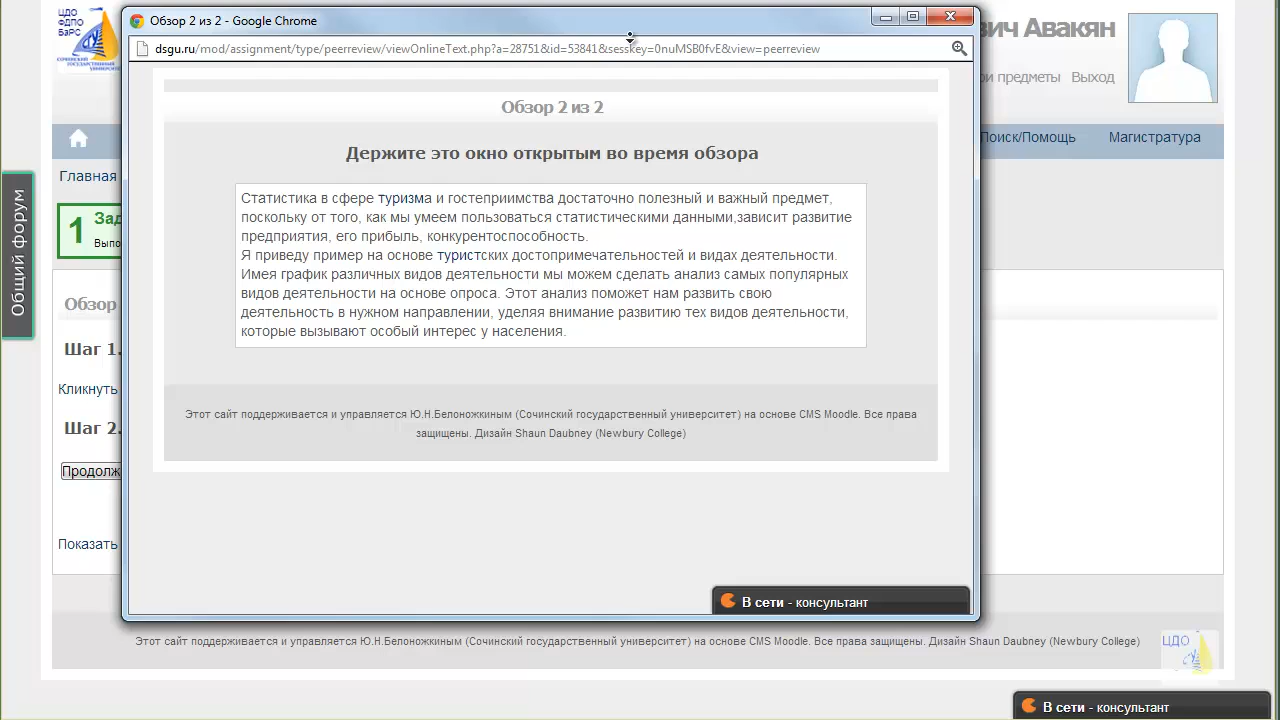 Обзор 2 из 2 - Google Chrome
dsgu.ru/mod/assignment/type/peerreview/viewOnlineText.php?a=28751&id=53841&sesskey=0nuMSB0fvE&view=peerreview
ЦДО
ФДПО
БаРС
СОЧИНСКИЙ
ГОСУДАРСТВЕННЫЙ
УНИВЕРСИТЕТ
вич Авакян
ои предметы Выход
Поиск/Помощь Магистратура
Главная
Общий форум
1 Зад
Выпо
Обзор
Шаг 1.
Кликнуть
Шаг 2.
Продолж
Показать
Обзор 2 из 2
Держите это окно открытым во время обзора
Статистика в сфере туризма и гостеприимства достаточно полезный и важный предмет,
поскольку от того, как мы умеем пользоваться статистическими данными,зависит развитие
предприятия, его прибыль, конкурентоспособность.
Я приведу пример на основе туристских достопримечательностей и видах деятельности.
Имея график различных видов деятельности мы можем сделать анализ самых популярных
видов деятельности на основе опроса. Этот анализ поможет нам развить свою
деятельность в нужном направлении, уделяя внимание развитию тех видов деятельности,
которые вызывают особый интерес у населения.
Этот сайт поддерживается и управляется Ю.Н.Белоножкиным (Сочинский государственный университет) на основе CMS Moodle. Все права
защищены. Дизайн Shaun Daubney (Newbury College)
В сети - консультант
Этот сайт поддерживается и управляется Ю.Н.Белоножкиным (Сочинский государственный университет) на основе CMS Moodle. Все права защищены. Дизайн Shaun Daubney (Newbury College)
ЦДО
В сети - консультант